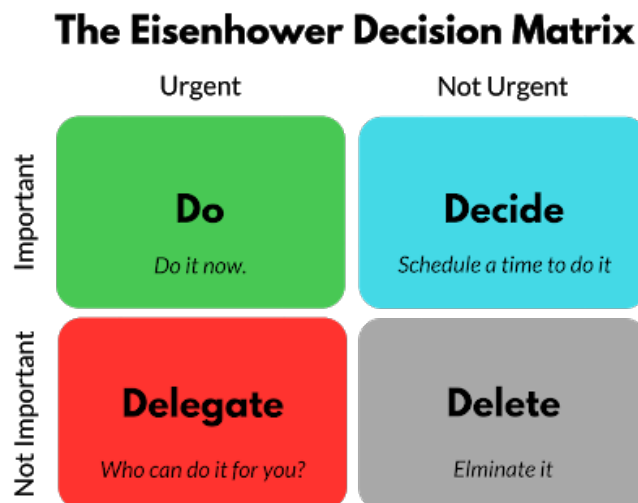 The Eisenhower Decision Matrix
Urgent
Not Urgent
Important
Do
Do it now.
Decide
Schedule a time to do it
Not Important
Delegate
Who can do it for you?
Delete
Elminate it